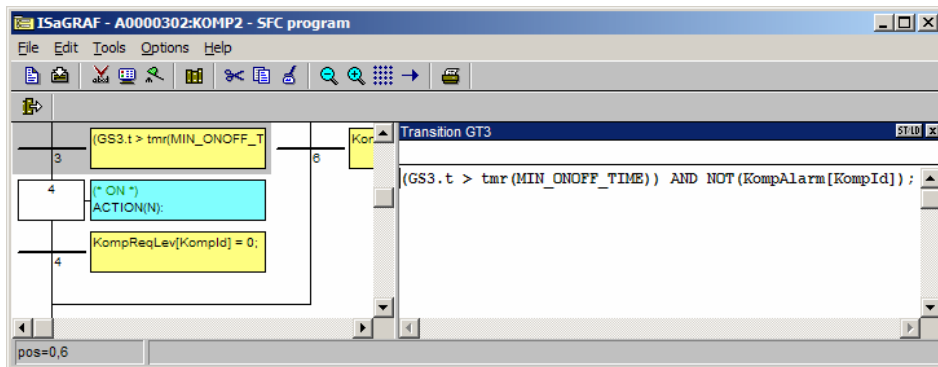 ISaGRAF - A0000302:KOMP2 - SFC program
File Edit Tools Options Help
(GS3.t > tmr(MIN_ONOFF_T
3
6
Kor
Transition GT3
ST/LD
(GS3.t > tmr(MIN_ONOFF_TIME)) AND NOT(KompAlarm[KompId]);
4
(* ON *)
ACTION(N):
KompReqLev[KompId] = 0;
4
pos=0,6